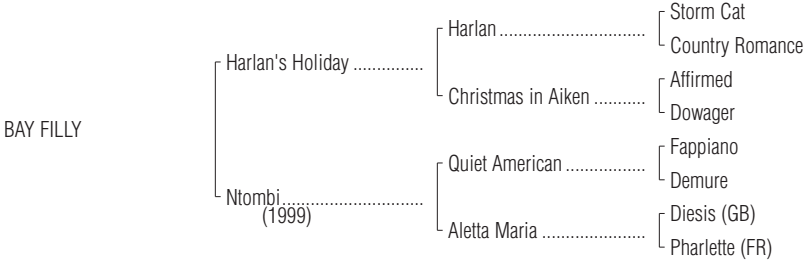 Storm Cat
Harlan..............................
Country Romance
Harlan's Holiday ...............
Affirmed
Christmas in Aiken ...........
Dowager
BAY FILLY
Fappiano
Quiet American .................
Demure
Ntombi..............................
(1999)
Diesis (GB)
Aletta Maria ......................
Pharlette (FR)